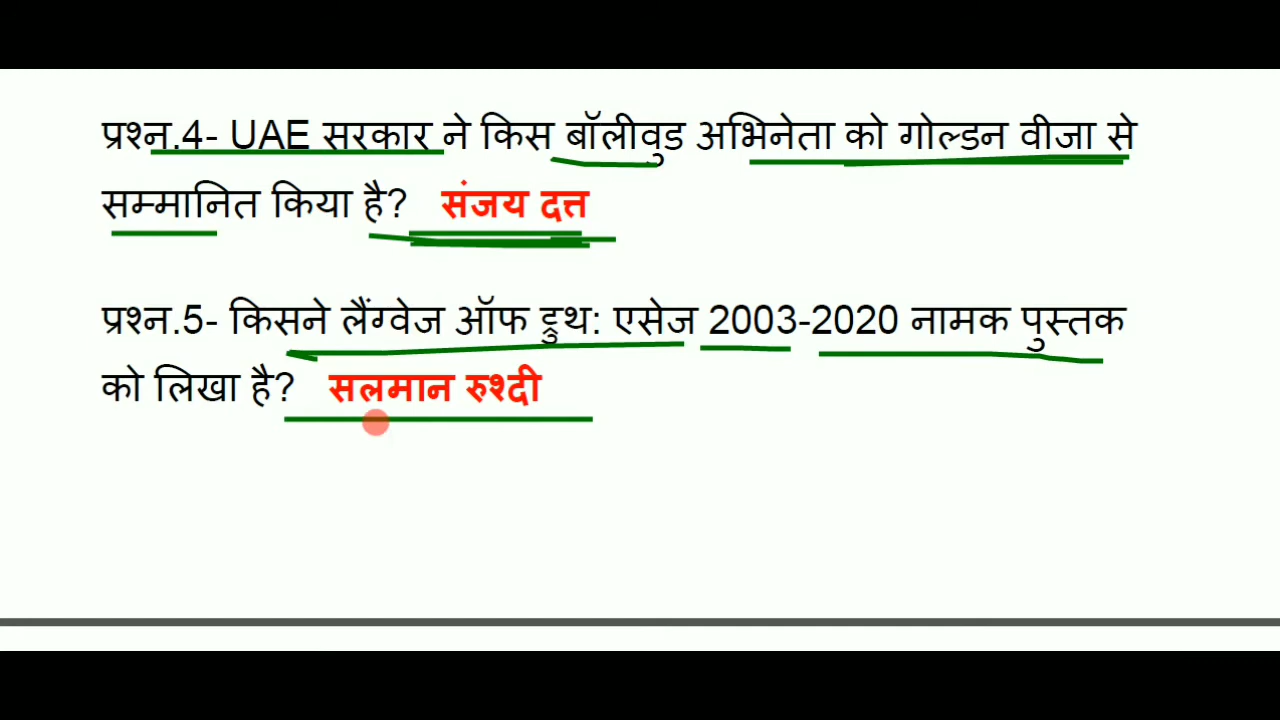 प्रश्न.4- UAE सरकार ने किस बॉलीवुड अभिनेता को गोल्डन वीजा से
सम्मानित किया है? संजय दत्त
प्रश्न.5- किसने लैंग्वेज ऑफ ट्रुथ: एसेज 2003-2020 नामक पुस्तक
को लिखा है? सलमान रुश्दी